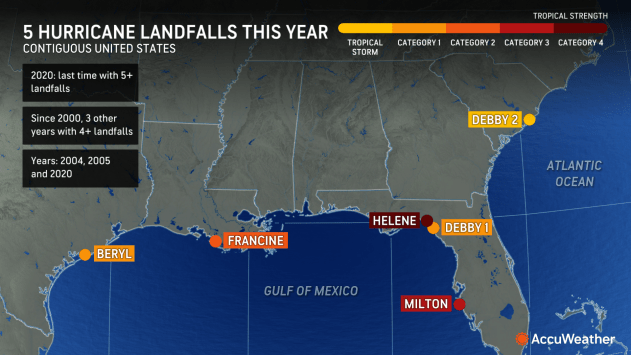 5 HURRICANE LANDFALLS THIS YEAR
CONTIGUOUS UNITED STATES
TROPICAL STRENGTH
TROPICAL STORM
CATEGORY 1
CATEGORY 2
CATEGORY 3
CATEGORY 4
2020: last time with 5+
landfalls
Since 2000, 3 other
years with 4+ landfalls
Years: 2004, 2005
and 2020
DEBBY 2
ATLANTIC
OCEAN
HELENE
DEBBY 1
FRANCINE
BERYL
GULF OF MEXICO
MILTON
AccuWeather